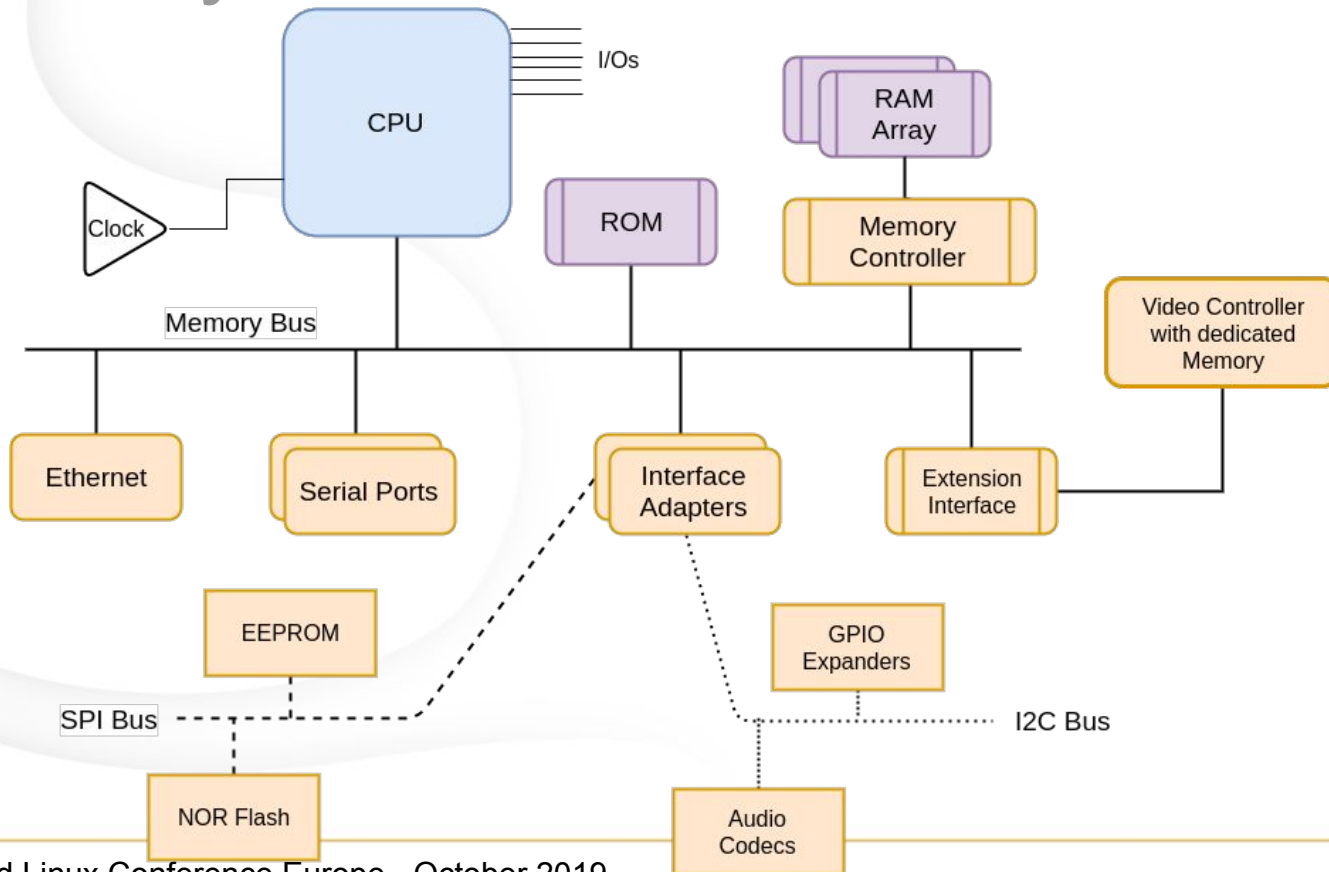 CPU
I/Os
RAM
Array
Clock
ROM
Memory
Controller
Memory Bus
Video Controller
with dedicated
Memory
Ethernet
Serial Ports
Interface
Adapters
Extension
Interface
EEPROM
GPIO
Expanders
SPI Bus
I2C Bus
NOR Flash
Audio
Codecs
Linux Conference Europe - October 2019